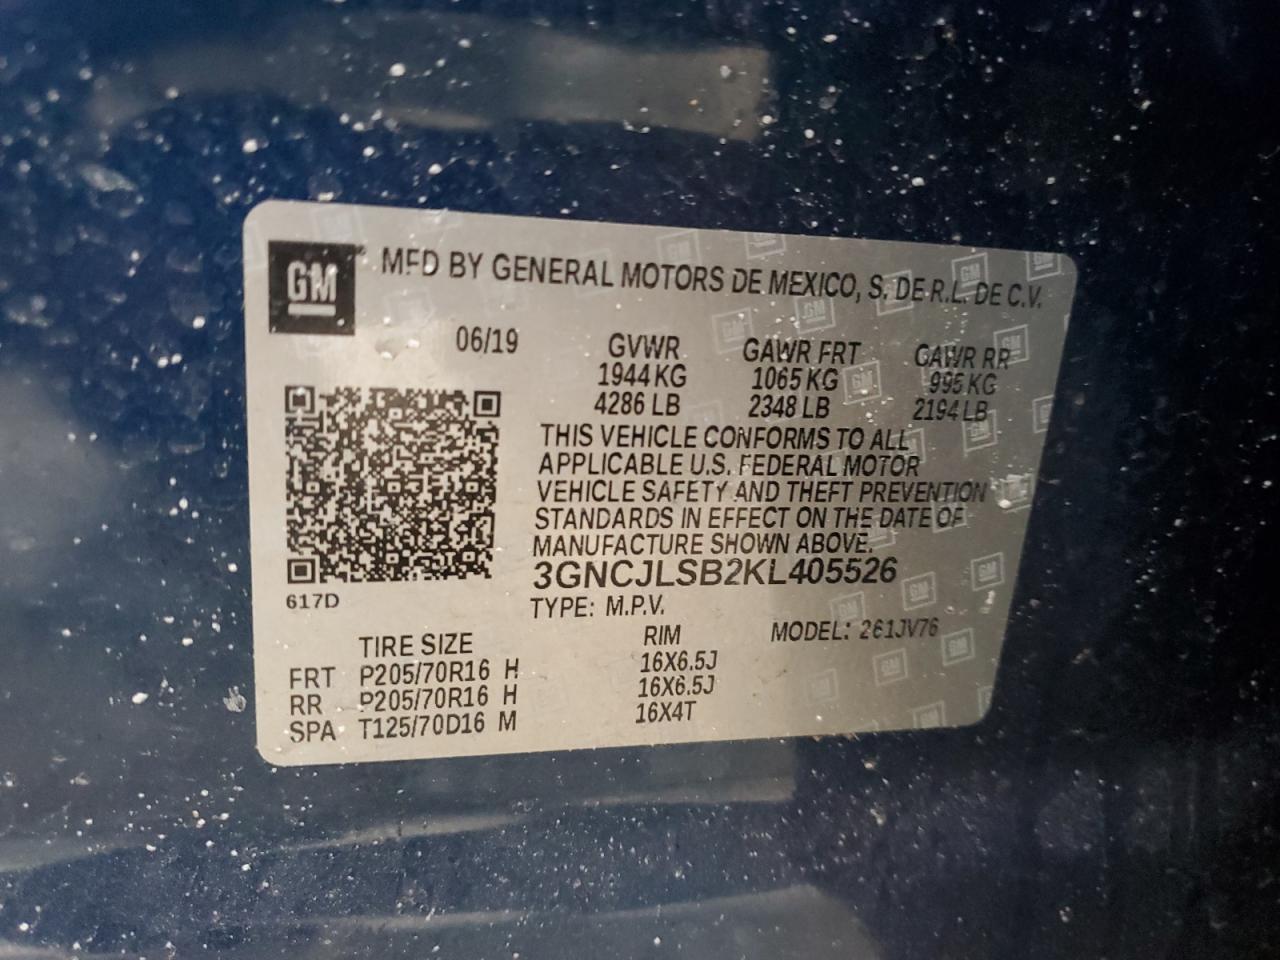 GM
MFD BY GENERAL MOTORS DE MEXICO, S. DE R.L. DE C.V.
06/19 GVWR GAWR FRT GAWR RR
1944 KG 1065 KG 995 KG
4286 LB 2348 LB 2194 LB
THIS VEHICLE CONFORMS TO ALL
APPLICABLE U.S. FEDERAL MOTOR
VEHICLE SAFETY AND THEFT PREVENTION
STANDARDS IN EFFECT ON THE DATE OF
MANUFACTURE SHOWN ABOVE.
3GNCJLSB2KL405526
617D
TYPE: M.P.V. MODEL: 261JV76
TIRE SIZE RIM
FRT P205/70R16 H 16X6.5J
RR P205/70R16 H 16X6.5J
SPA T125/70D16 M 16X4T